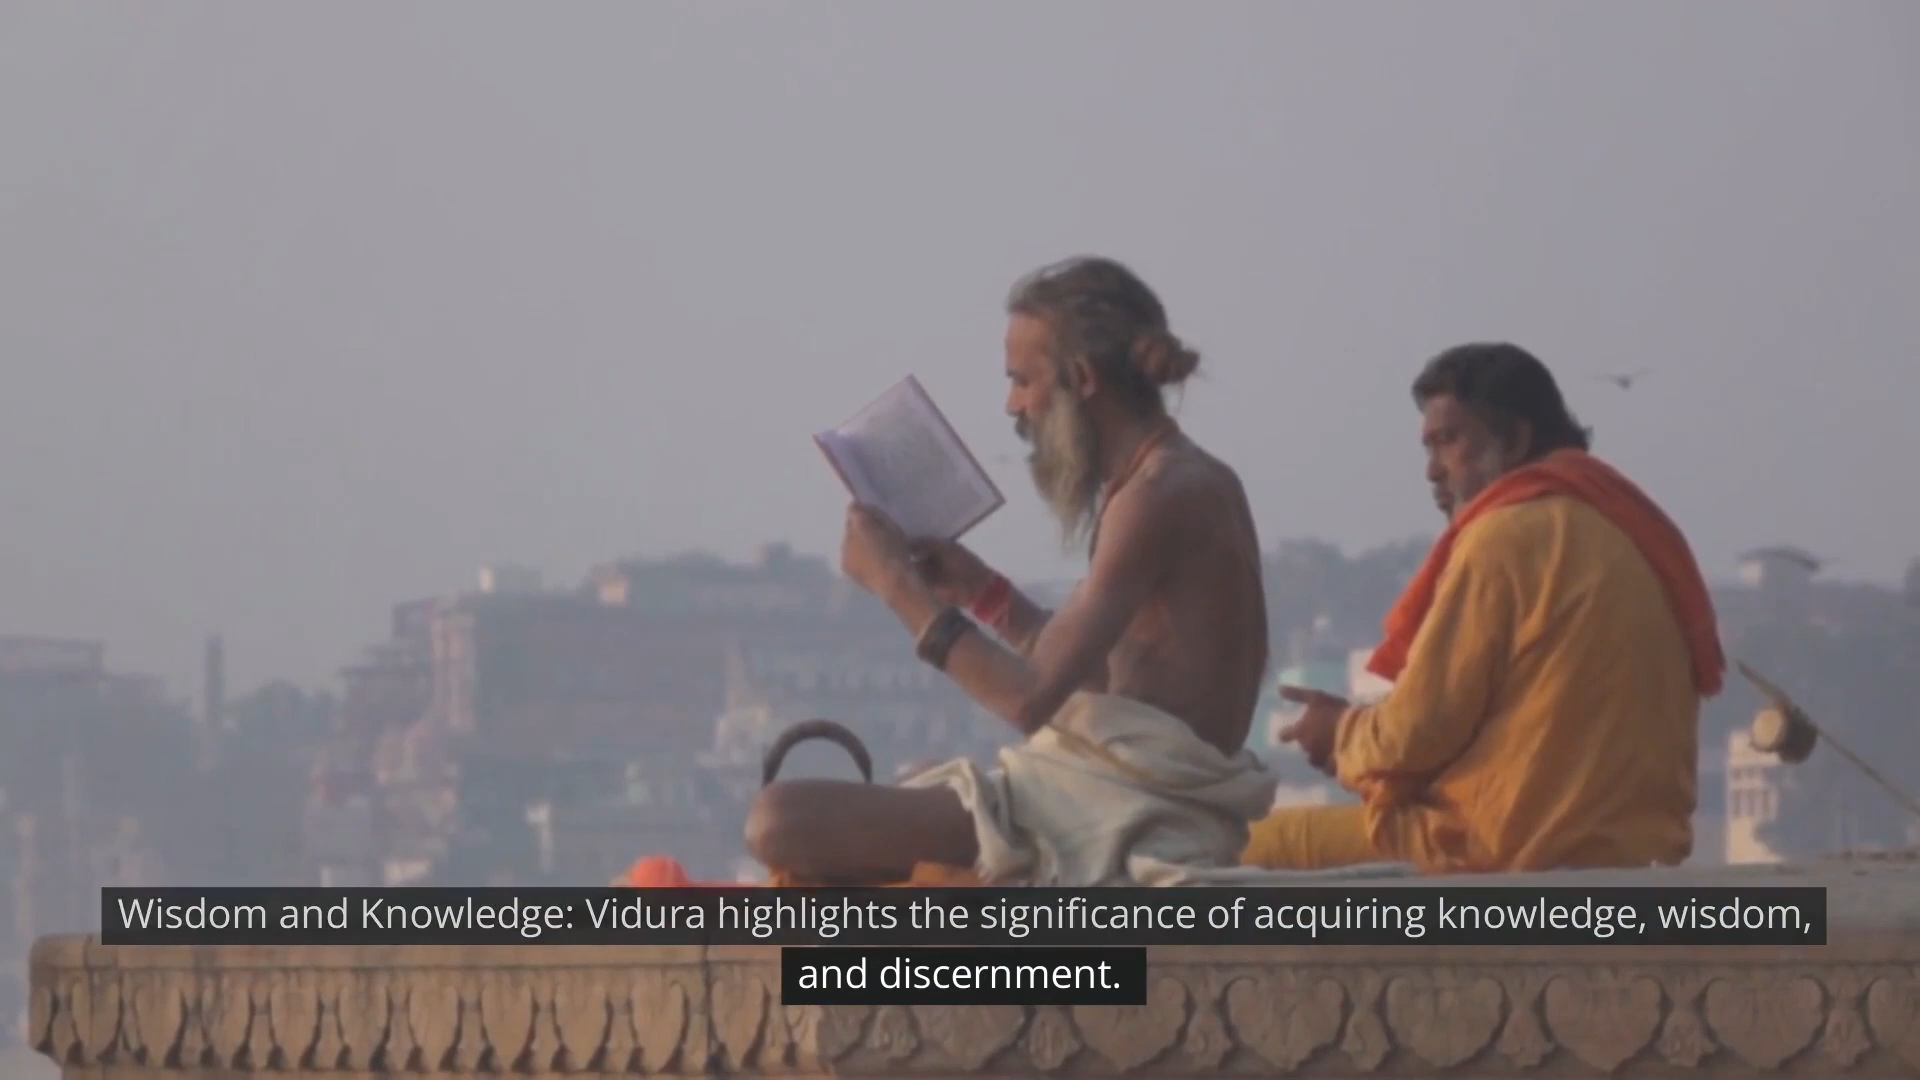 Wisdom and Knowledge: Vidura highlights the significance of acquiring knowledge, wisdom,
and discernment.